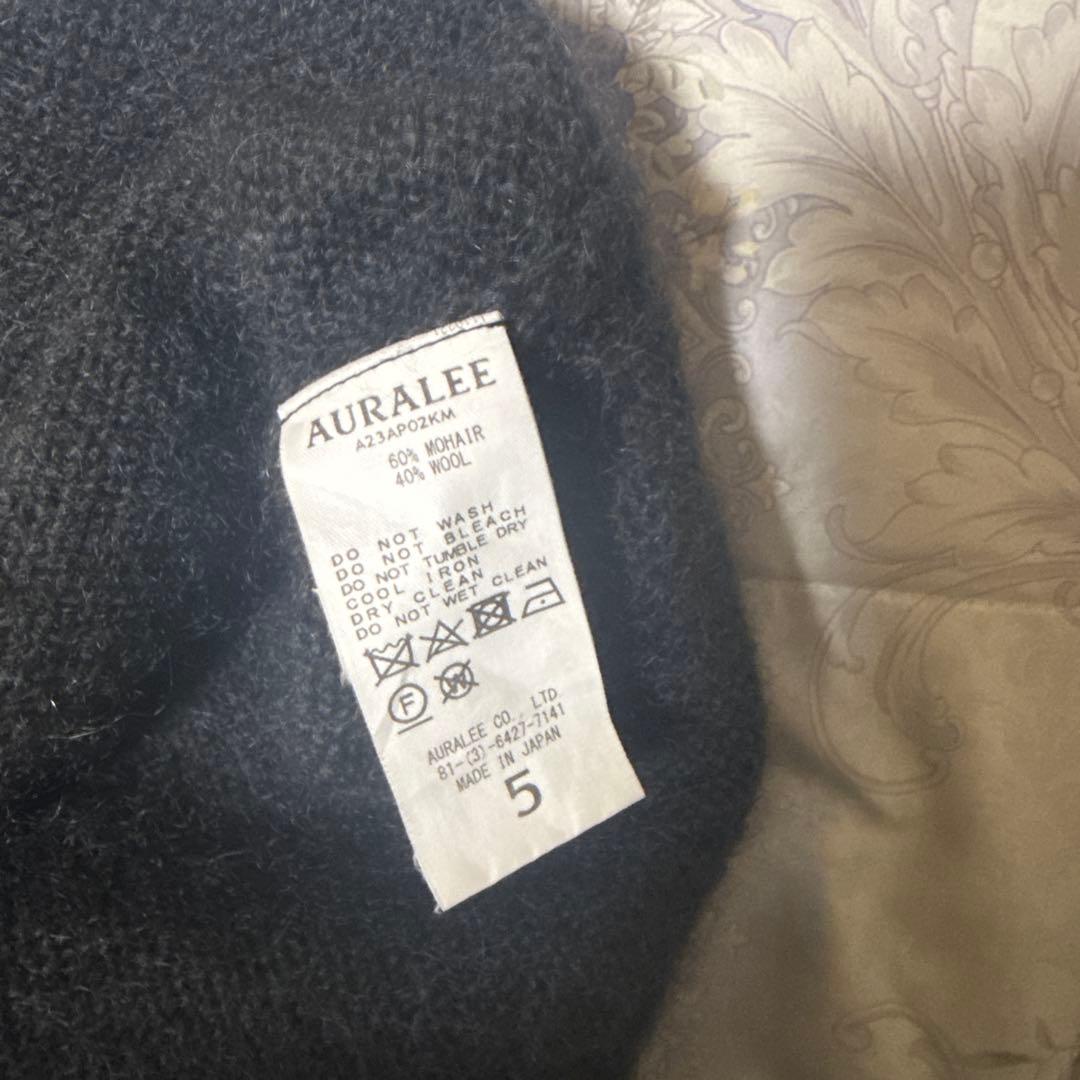 AURALEE
A23AP02KM
60% MOHAIR
40% WOOL
DO NOT WASH
DO NOT BLEACH
DO NOT TUMBLE DRY
COOL IRON
DRY CLEAN
DO NOT WET CLEAN
F W
AURALEE CO., LTD.
81-(3)-6427-7141
MADE IN JAPAN
5